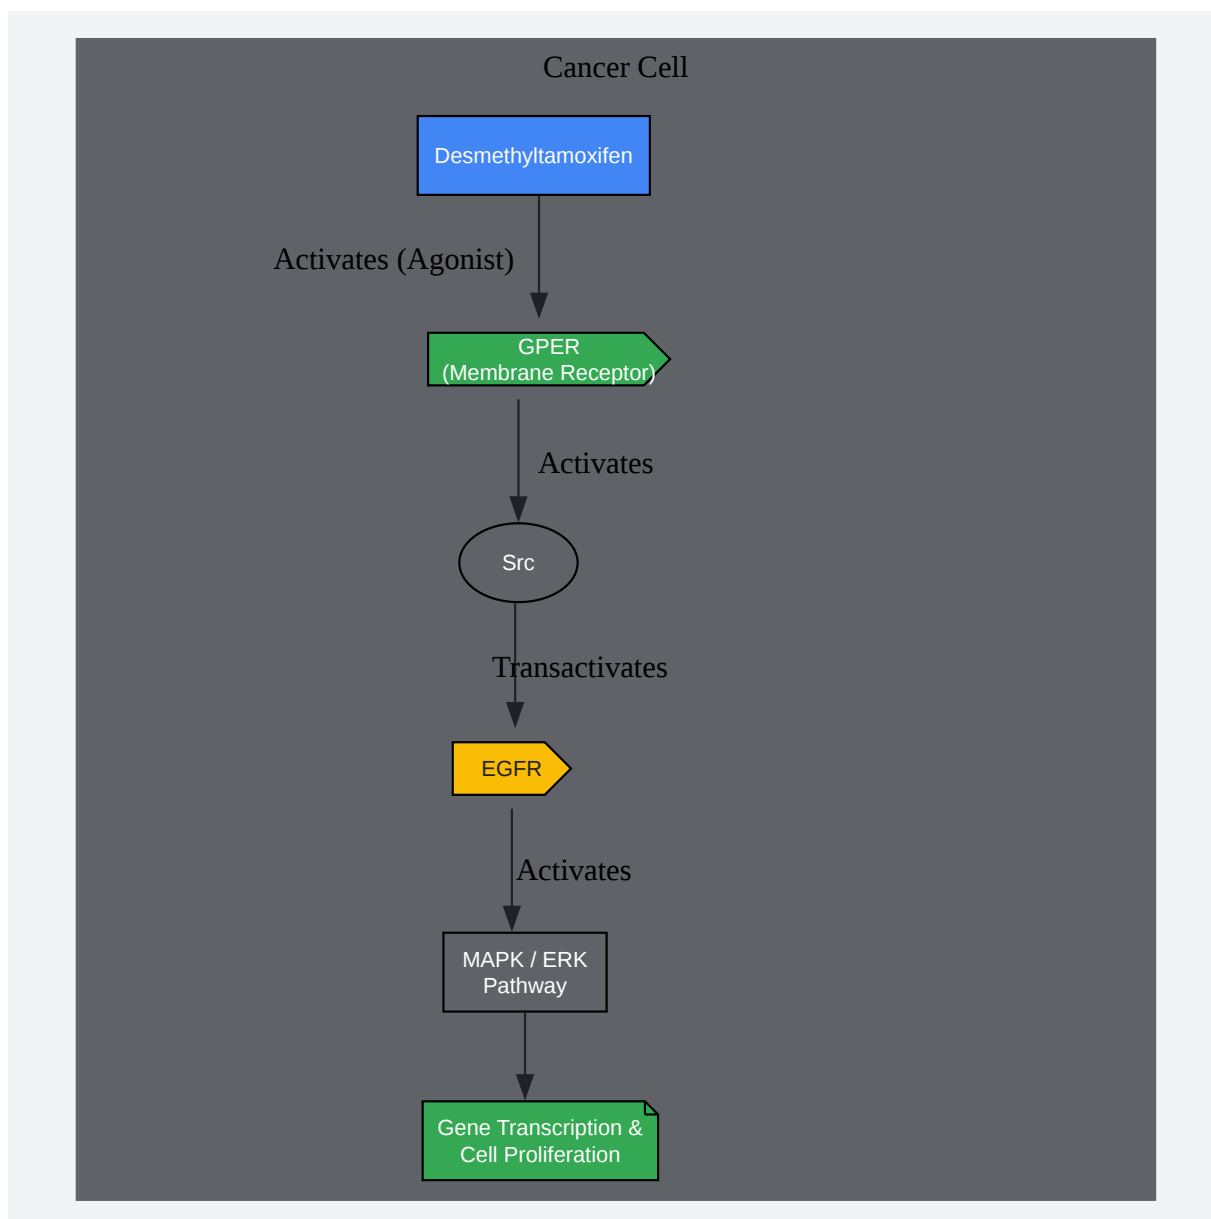 Cancer Cell
Desmethyltamoxifen
Activates (Agonist)
GPER
(Membrane Receptor)
Activates
Src
Transactivates
EGFR
Activates
MAPK / ERK
Pathway
Gene Transcription &
Cell Proliferation